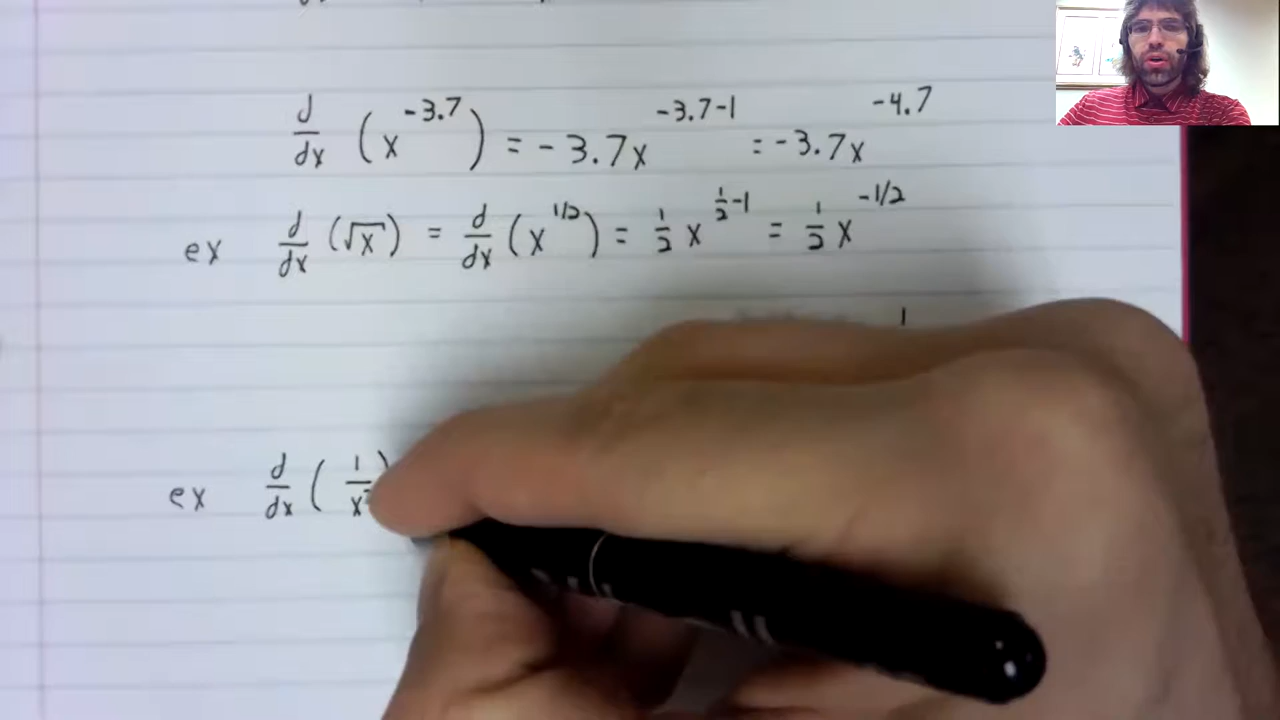 d/dx (x^-3.7) = -3.7x^-3.7-1 = -3.7x^-4.7
ex d/dx (√x) = d/dx (x^1/2) = 1/2 x^1/2-1 = 1/2 x^-1/2
1
ex d/dx (1/x